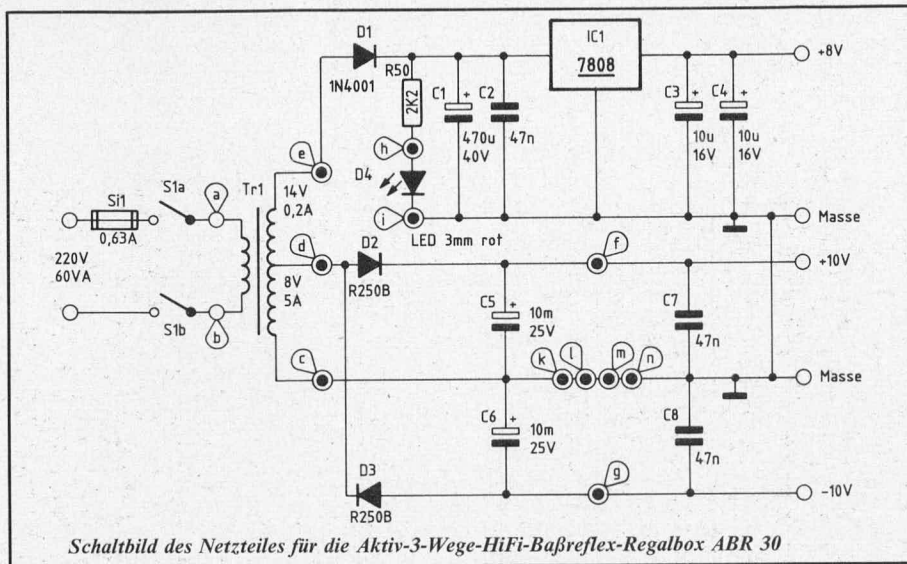 D1
1N4001
R50
2K2
C1
+
470u
40V
C2
47n
IC1
7808
C3
+
10u
16V
C4
+
10u
16V
+8V
h
D4
i
LED 3mm rot
Masse
e
Tr1
14V
0,2A
Si1
0,63A
S1a
a
220V
60VA
S1b
b
d
8V
5A
D2
R250B
f
+10V
C5
+
10m
25V
C7
47n
c
k
l
m
n
Masse
C6
+
10m
25V
C8
47n
D3
R250B
g
-10V
Schaltbild des Netzteiles für die Aktiv-3-Wege-HiFi-Baßreflex-Regalbox ABR 30